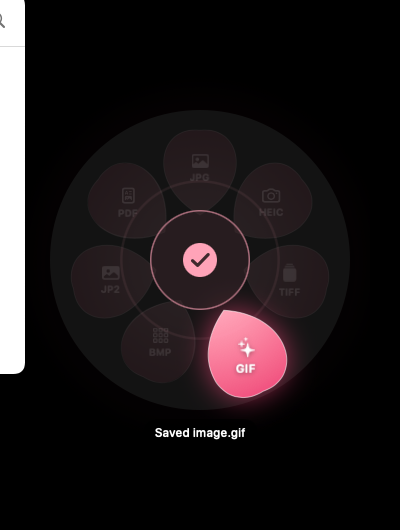 JPG
PDF
HEIC
JP2
TIFF
BMP
GIF
Saved image.gif